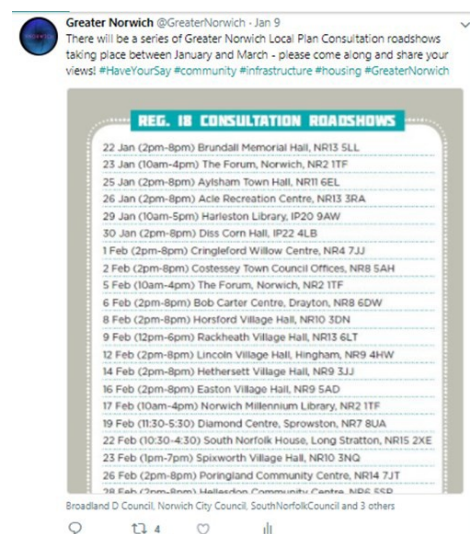 Greater Norwich @GreaterNorwich · Jan 9
There will be a series of Greater Norwich Local Plan Consultation roadshows
taking place between January and March - please come along and share your
views! #HaveYourSay #community #infrastructure #housing #GreaterNorwich
REG. 18 CONSULTATION ROADSHOWS
22 Jan (2pm-8pm) Brundall Memorial Hall, NR13 5LL
23 Jan (10am-4pm) The Forum, Norwich, NR2 1TF
25 Jan (2pm-8pm) Aylsham Town Hall, NR11 6EL
26 Jan (2pm-8pm) Acle Recreation Centre, NR13 3RA
29 Jan (10am-5pm) Harleston Library, IP20 9AW
30 Jan (2pm-8pm) Diss Corn Hall, IP22 4LB
1 Feb (2pm-8pm) Cringleford Willow Centre, NR4 7JJ
2 Feb (2pm-8pm) Costessey Town Council Offices, NR8 5AH
5 Feb (10am-4pm) The Forum, Norwich, NR2 1TF
6 Feb (2pm-8pm) Bob Carter Centre, Drayton, NR8 6DW
8 Feb (2pm-8pm) Horsford Village Hall, NR10 3DN
9 Feb (12pm-6pm) Rackheath Village Hall, NR13 6LT
12 Feb (2pm-8pm) Lincoln Village Hall, Hingham, NR9 4HW
14 Feb (2pm-8pm) Hethersett Village Hall, NR9 3JJ
16 Feb (2pm-8pm) Easton Village Hall, NR9 5AD
17 Feb (10am-4pm) Norwich Millennium Library, NR2 1TF
19 Feb (11:30-5:30) Diamond Centre, Sprowston, NR7 8UA
22 Feb (10:30-4:30) South Norfolk House, Long Stratton, NR15 2XE
23 Feb (1pm-7pm) Spixworth Village Hall, NR10 3NQ
26 Feb (2pm-8pm) Poringland Community Centre, NR14 7JT
28 Feb (2pm-8pm) Hellesdon Community Centre, NR6 5SR
Broadland D Council, Norwich City Council, SouthNorfolkCouncil and 3 others
4